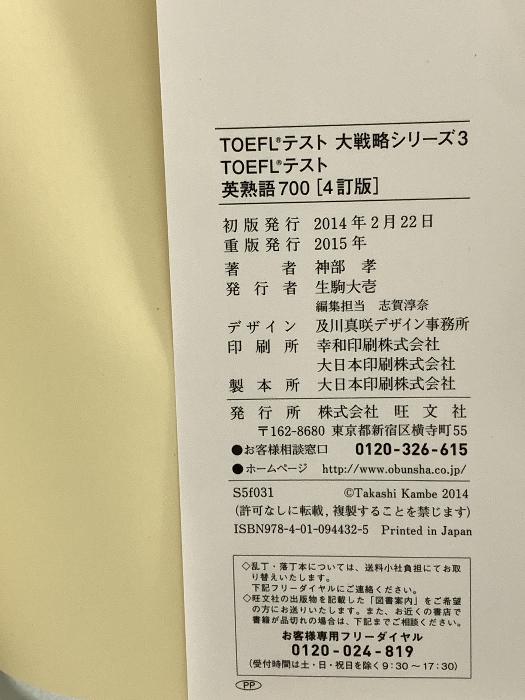 TOEFL®テスト 大戦略シリーズ3
TOEFL®テスト
英熟語700［4訂版］
初版発行 2014年2月22日
重版発行 2015年
著者 神部 孝
発行者 生駒大壱
編集担当 志賀淳奈
デザイン 及川真咲デザイン事務所
印刷所 幸和印刷株式会社
大日本印刷株式会社
製本所 大日本印刷株式会社
発行所 株式会社 旺文社
〒162-8680 東京都新宿区横寺町55
●お客様相談窓口 0120-326-615
●ホームページ http://www.obunsha.co.jp/
S5f031 ©Takashi Kambe 2014
（許可なしに転載，複製することを禁じます）
ISBN978-4-01-094432-5 Printed in Japan
◇乱丁・落丁本については、送料小社負担にてお取
り替えいたします。
下記フリーダイヤルにご連絡ください。
◇旺文社の出版物を記載した「図書案内」をご希望
の方にお送りいたします。また、お近くの書店で
書籍が品切れの場合は、下記までご相談ください。
お客様専用フリーダイヤル
0120-024-819
（受付時間は土・日・祝日を除く9：30～17：30）
PP